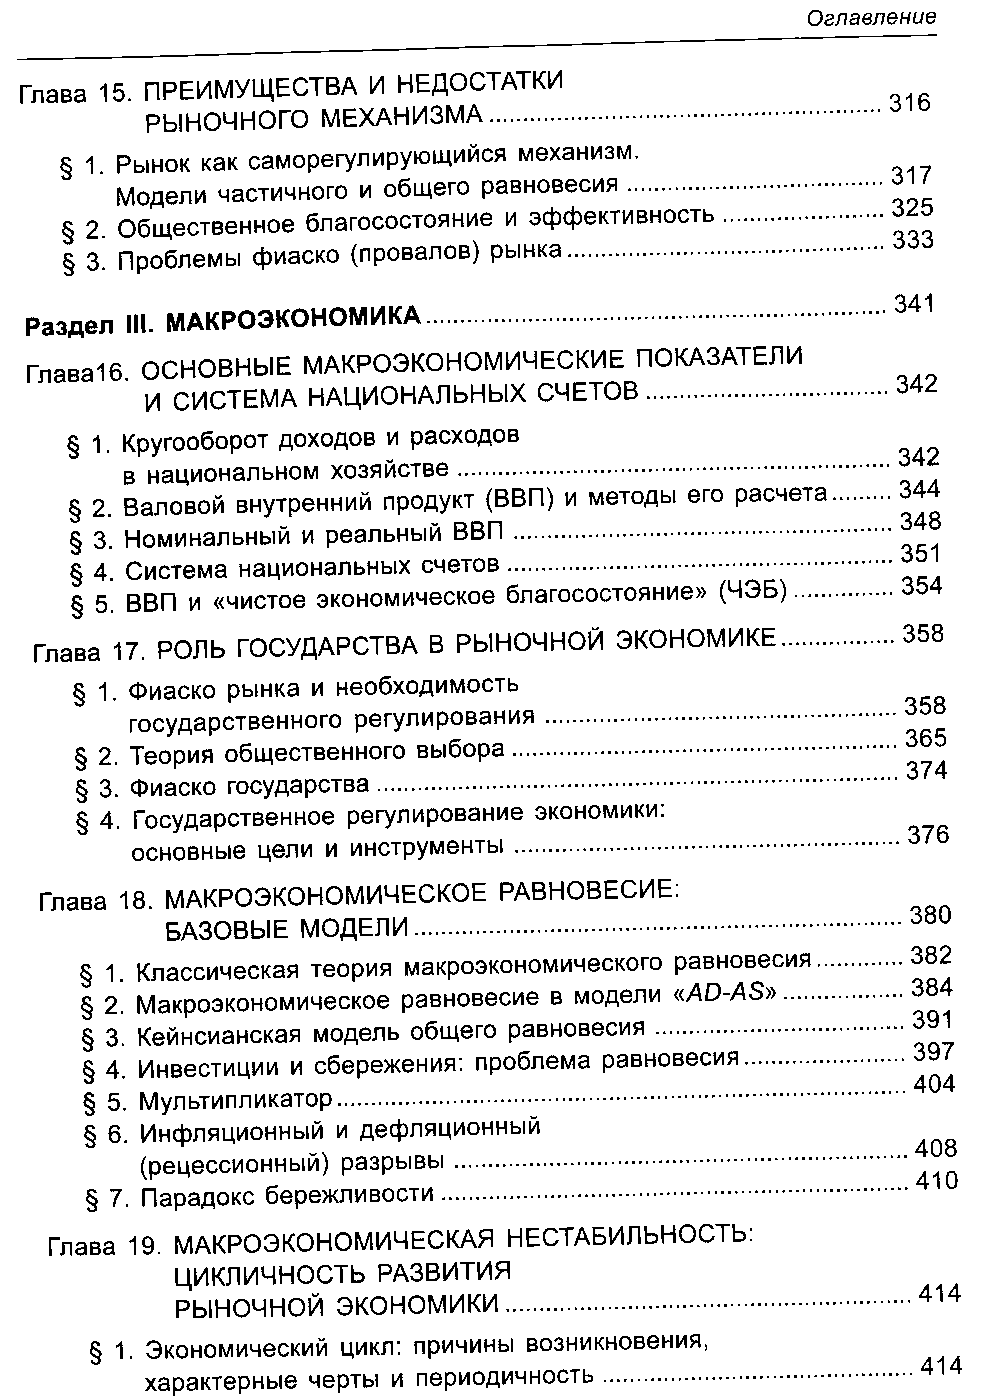 Оглавление
Глава 15. ПРЕИМУЩЕСТВА И НЕДОСТАТКИ
РЫНОЧНОГО МЕХАНИЗМА ........ 316
§ 1. Рынок как саморегулирующийся механизм.
Модели частичного и общего равновесия ........ 317
§ 2. Общественное благосостояние и эффективность ........ 325
§ 3. Проблемы фиаско (провалов) рынка ........ 333
Раздел III. МАКРОЭКОНОМИКА ........ 341
Глава16. ОСНОВНЫЕ МАКРОЭКОНОМИЧЕСКИЕ ПОКАЗАТЕЛИ
И СИСТЕМА НАЦИОНАЛЬНЫХ СЧЕТОВ ........ 342
§ 1. Кругооборот доходов и расходов
в национальном хозяйстве ........ 342
§ 2. Валовой внутренний продукт (ВВП) и методы его расчета ........ 344
§ 3. Номинальный и реальный ВВП ........ 348
§ 4. Система национальных счетов ........ 351
§ 5. ВВП и «чистое экономическое благосостояние» (ЧЭБ) ........ 354
Глава 17. РОЛЬ ГОСУДАРСТВА В РЫНОЧНОЙ ЭКОНОМИКЕ ........ 358
§ 1. Фиаско рынка и необходимость
государственного регулирования ........ 358
§ 2. Теория общественного выбора ........ 365
§ 3. Фиаско государства ........ 374
§ 4. Государственное регулирование экономики:
основные цели и инструменты ........ 376
Глава 18. МАКРОЭКОНОМИЧЕСКОЕ РАВНОВЕСИЕ:
БАЗОВЫЕ МОДЕЛИ ........ 380
§ 1. Классическая теория макроэкономического равновесия ........ 382
§ 2. Макроэкономическое равновесие в модели «AD-AS» ........ 384
§ 3. Кейнсианская модель общего равновесия ........ 391
§ 4. Инвестиции и сбережения: проблема равновесия ........ 397
§ 5. Мультипликатор ........ 404
§ 6. Инфляционный и дефляционный
(рецессионный) разрывы ........ 408
§ 7. Парадокс бережливости ........ 410
Глава 19. МАКРОЭКОНОМИЧЕСКАЯ НЕСТАБИЛЬНОСТЬ:
ЦИКЛИЧНОСТЬ РАЗВИТИЯ
РЫНОЧНОЙ ЭКОНОМИКИ ........ 414
§ 1. Экономический цикл: причины возникновения,
характерные черты и периодичность ........ 414